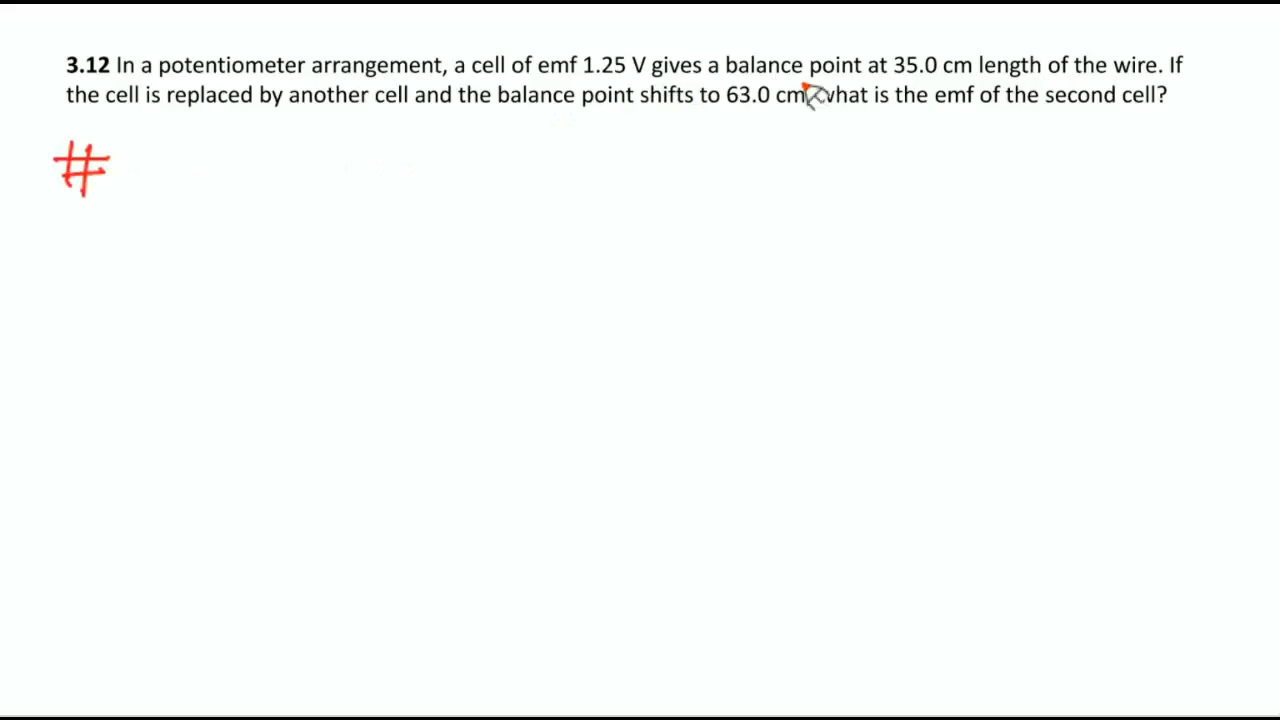 3.12 In a potentiometer arrangement, a cell of emf 1.25 V gives a balance point at 35.0 cm length of the wire. If
the cell is replaced by another cell and the balance point shifts to 63.0 cm what is the emf of the second cell?
#